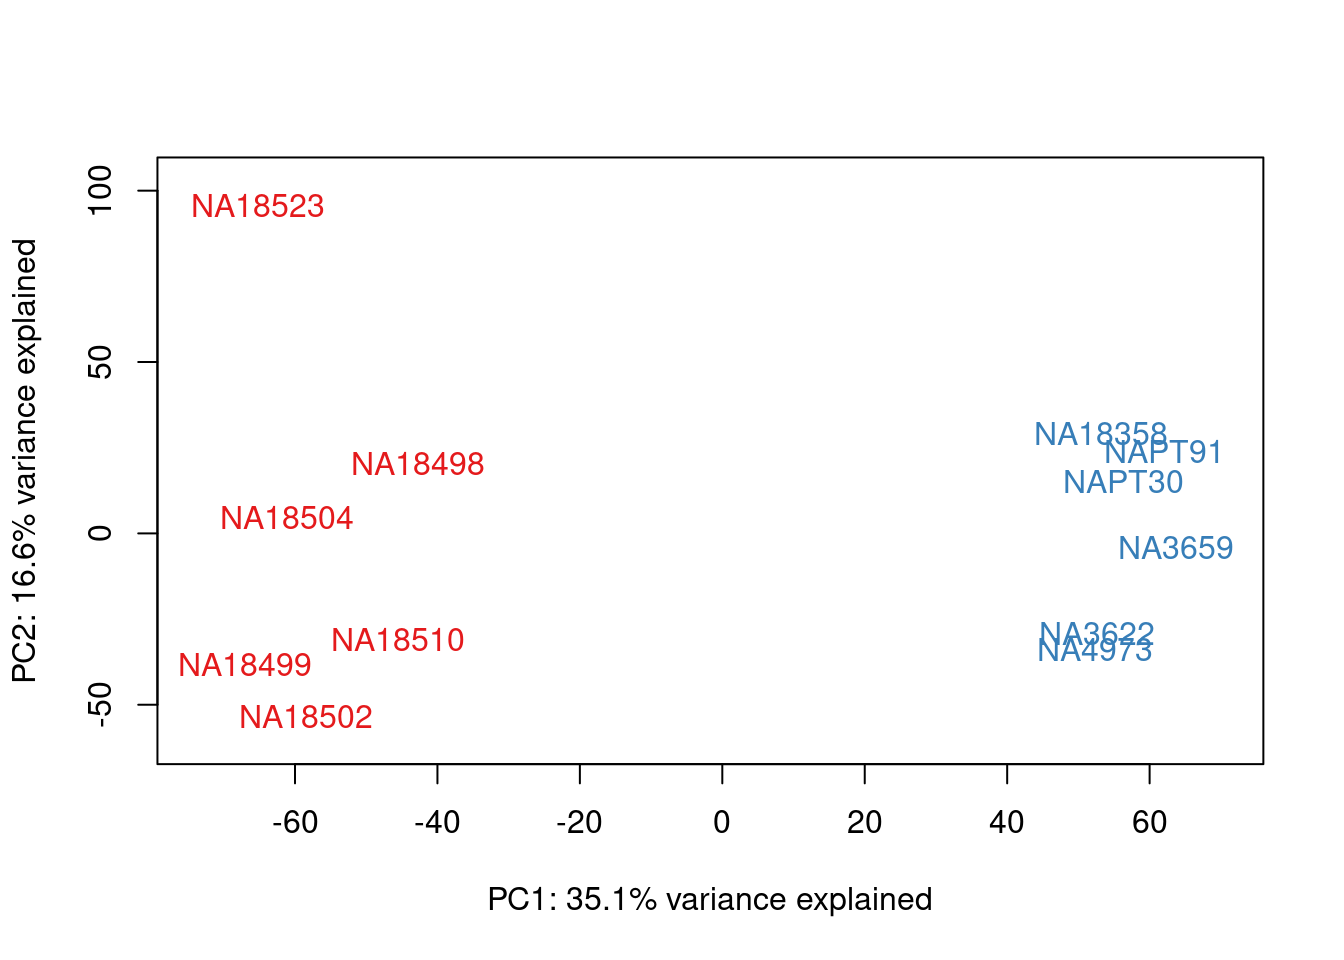 100
NA18523
50
NA18358
NAPT91
NA18498
NAPT30
NA18504
0
NA3659
NA3622
NA18510
NA4973
NA18499
-50
NA18502
PC2: 16.6% variance explained
-60 -40 -20 0 20 40 60
PC1: 35.1% variance explained